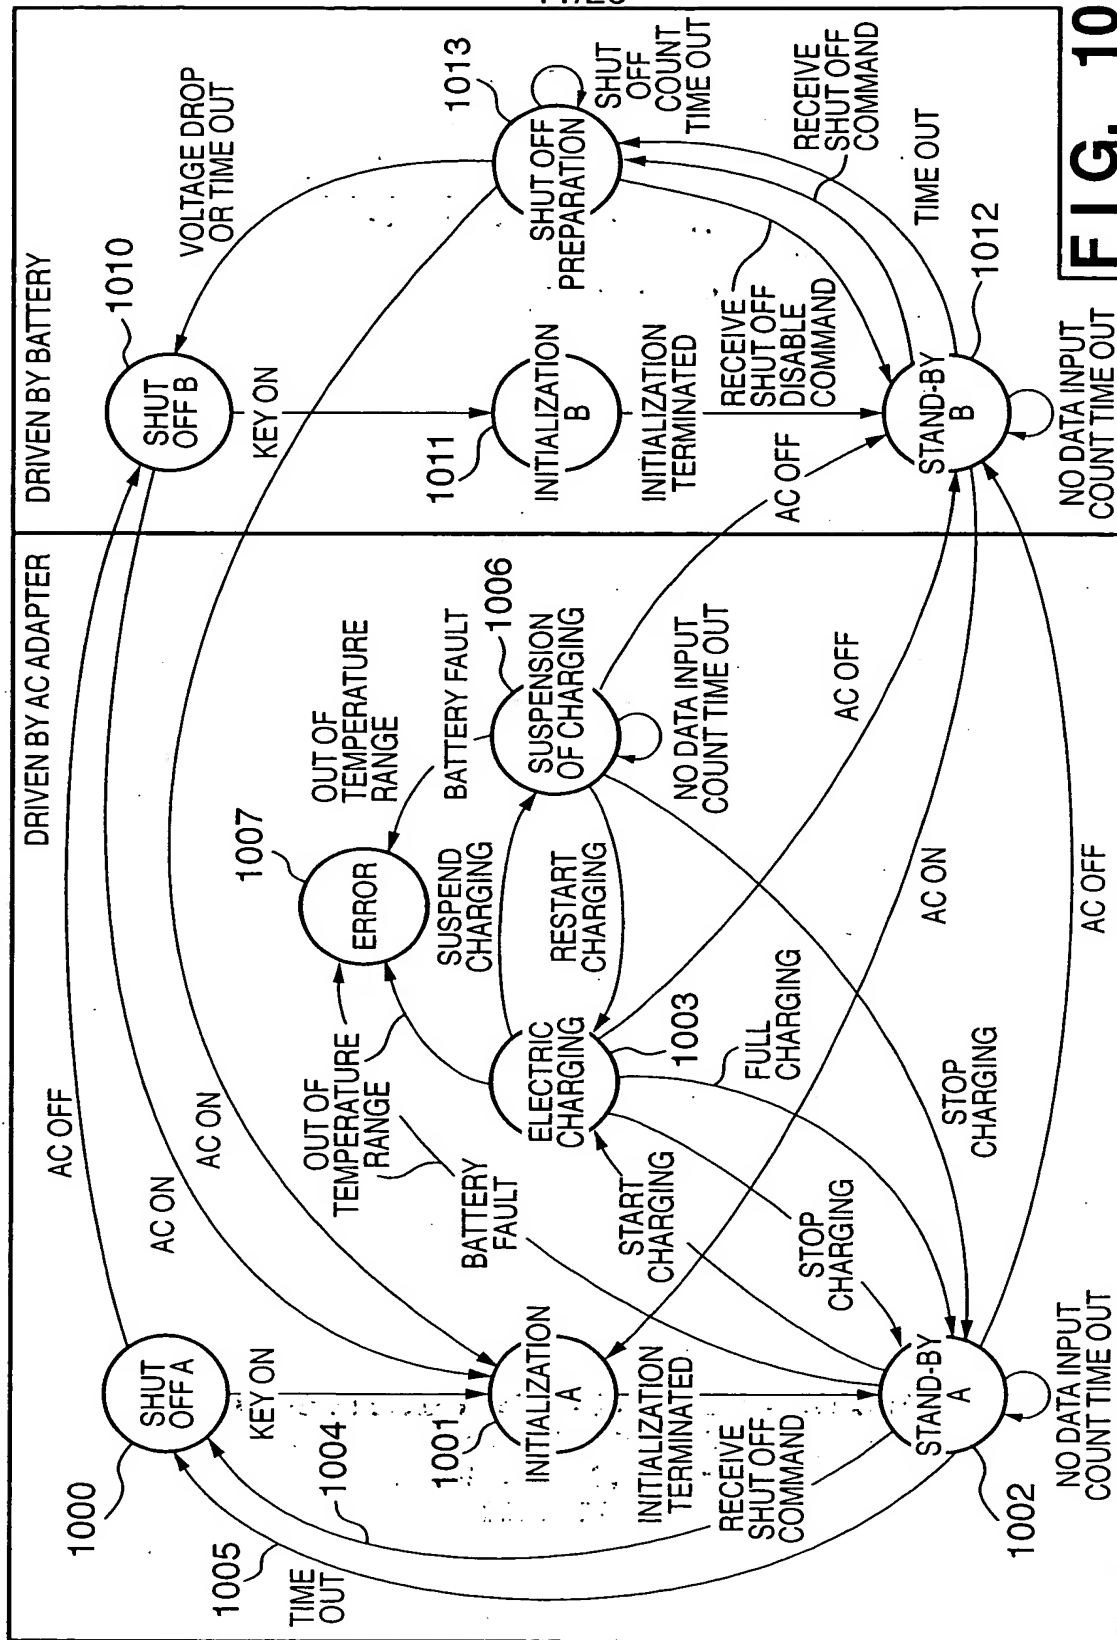 DRIVEN BY AC ADAPTER
DRIVEN BY BATTERY
1000
SHUT
OFF A
AC OFF
1010
SHUT
OFF B
VOLTAGE DROP
OR TIME OUT
1005
TIME
OUT
1004
KEY ON
AC ON
AC ON
KEY ON
1013
SHUT OFF
PREPARATION
SHUT
OFF
COUNT
TIME OUT
1001
INITIALIZATION
A
OUT OF
TEMPERATURE
RANGE
BATTERY
FAULT
1007
ERROR
OUT OF
TEMPERATURE
RANGE
BATTERY FAULT
1006
SUSPENSION
OF CHARGING
SUSPEND
CHARGING
RESTART
CHARGING
NO DATA INPUT
COUNT TIME OUT
1011
INITIALIZATION
B
INITIALIZATION
TERMINATED
RECEIVE
SHUT OFF
DISABLE
COMMAND
RECEIVE
SHUT OFF
COMMAND
TIME OUT
INITIALIZATION
TERMINATED
RECEIVE
SHUT OFF
COMMAND
START
CHARGING
ELECTRIC
CHARGING
1003
FULL
CHARGING
STOP
CHARGING
STOP
CHARGING
AC OFF
AC OFF
AC ON
AC OFF
1002
STAND-BY
A
NO DATA INPUT
COUNT TIME OUT
STAND-BY
B
1012
NO DATA INPUT
COUNT TIME OUT
FIG. 10